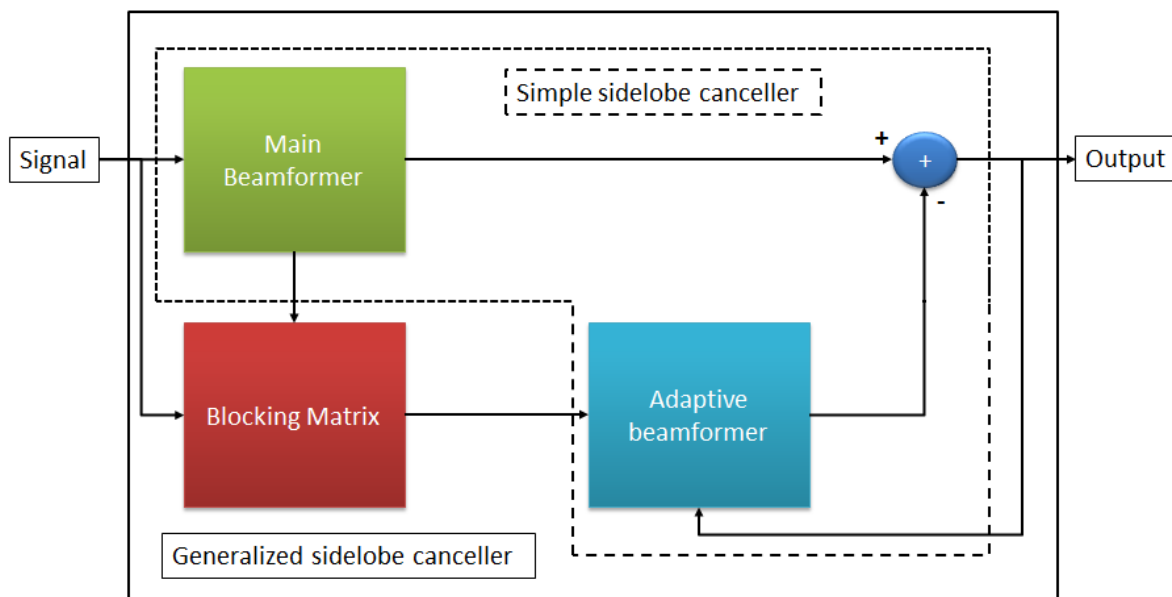 Simple sidelobe canceller
Main
Beamformer
Signal
+
+
Output
-
Blocking Matrix
Adaptive
beamformer
Generalized sidelobe canceller